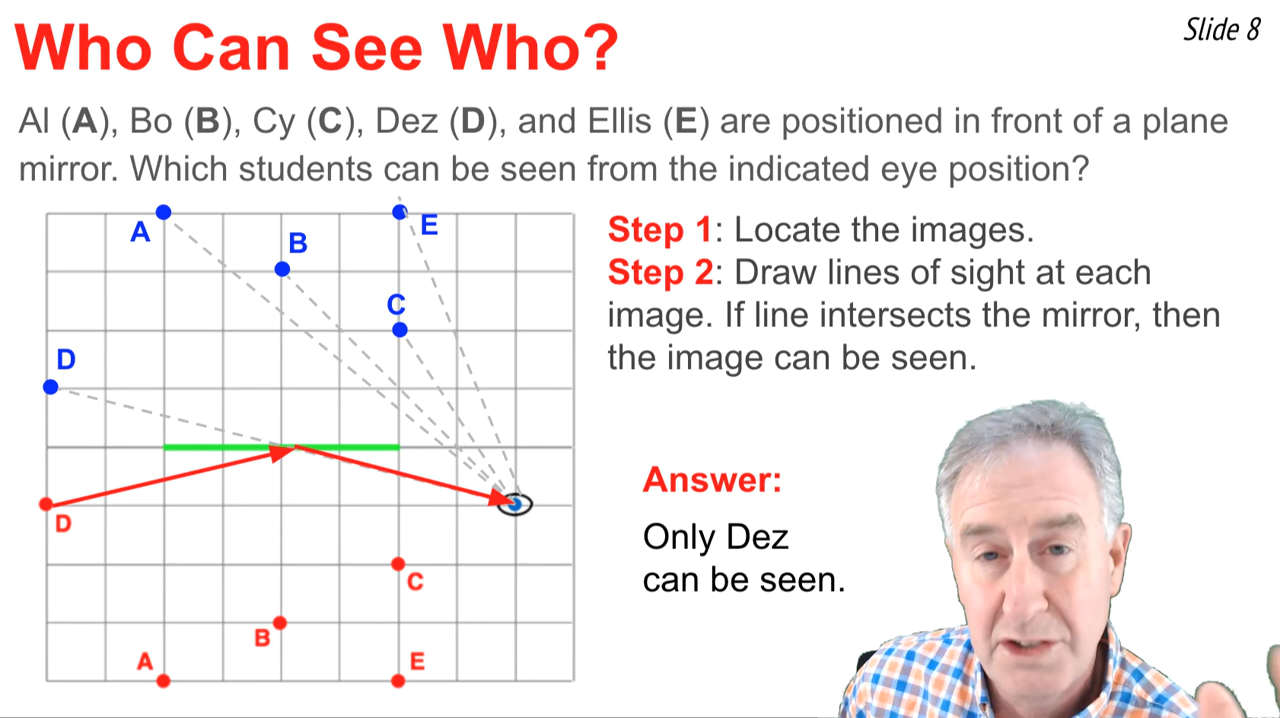 Slide 8
Who Can See Who?
Al (A), Bo (B), Cy (C), Dez (D), and Ellis (E) are positioned in front of a plane
mirror. Which students can be seen from the indicated eye position?
Step 1: Locate the images.
Step 2: Draw lines of sight at each
image. If line intersects the mirror, then
the image can be seen.
Answer:
Only Dez
can be seen.
A
B
E
C
D
D
C
B
A
E